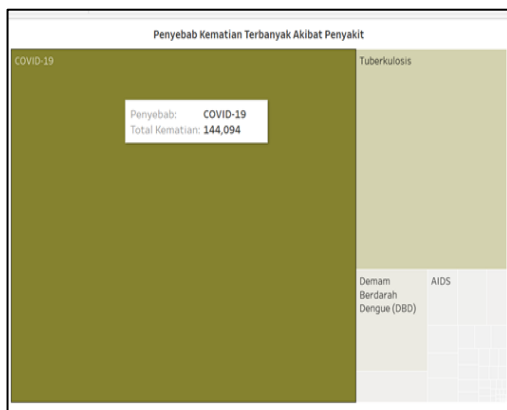 Penyebab Kematian Terbanyak Akibat Penyakit
COVID-19
Tuberkulosis
Penyebab: COVID-19
Total Kematian: 144,094
Demam
Berdarah
Dengue (DBD)
AIDS